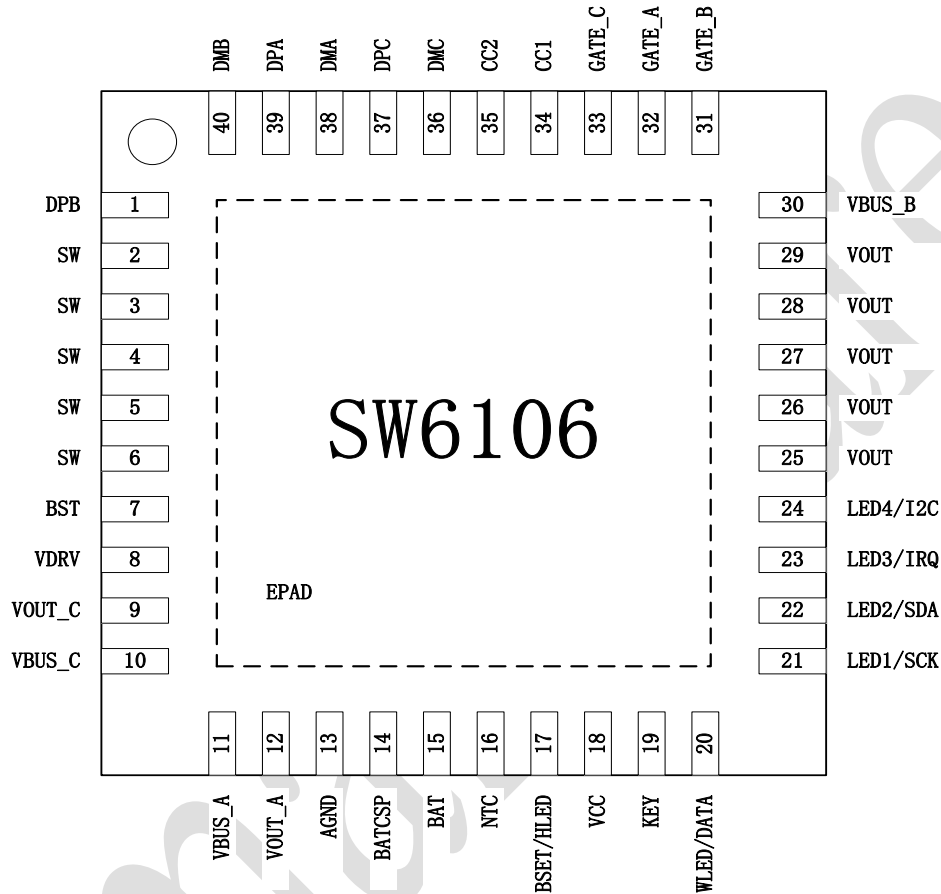 DMB DPA DMA DPC DMC CC2 CC1 GATE_C GATE_A GATE_B
40 39 38 37 36 35 34 33 32 31
DPB 1 30 VBUS_B
SW 2 29 VOUT
SW 3 28 VOUT
SW 4 27 VOUT
SW 5 26 VOUT
SW 6 25 VOUT
SW6106
BST 7 24 LED4/I2C
VDRV 8 23 LED3/IRQ
EPAD
VOUT_C 9 22 LED2/SDA
VBUS_C 10 21 LED1/SCK
11 12 13 14 15 16 17 18 19 20
VBUS_A VOUT_A AGND BATCSP BAT NTC BSET/HLED VCC KEY WLED/DATA